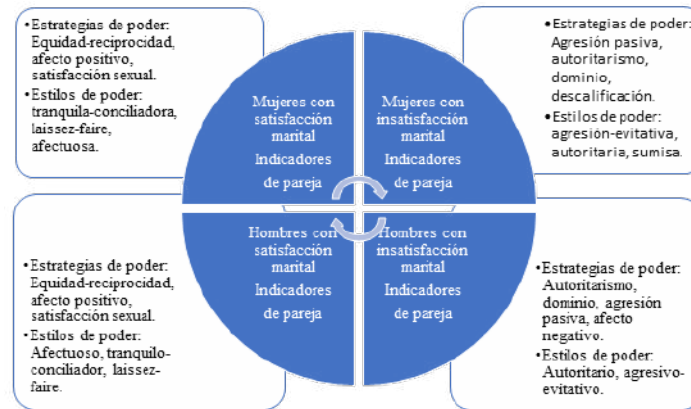 •Estrategias de poder:
Equidad-reciprocidad,
afecto positivo,
satisfacción sexual.
•Estilos de poder:
tranquila-conciliadora,
laissez-faire,
afectuosa.
Mujeres con
satisfacción
marital
Indicadores
de pareja
Mujeres con
insatisfacción
marital
Indicadores
de pareja
•Estrategias de poder:
Agresión pasiva,
autoritarismo,
dominio,
descalificación.
•Estilos de poder:
agresión-evitativa,
autoritaria, sumisa.
•Estrategias de poder:
Equidad-reciprocidad,
afecto positivo,
satisfacción sexual.
•Estilos de poder:
Afectuoso, tranquilo-
conciliador, laissez-
faire.
Hombres con
satisfacción
marital
Indicadores
de pareja
Hombres con
insatisfacción
marital
Indicadores
de pareja
•Estrategias de poder:
Autoritarismo,
dominio, agresión
pasiva, afecto
negativo.
•Estilos de poder:
Autoritario, agresivo-
evitativo.